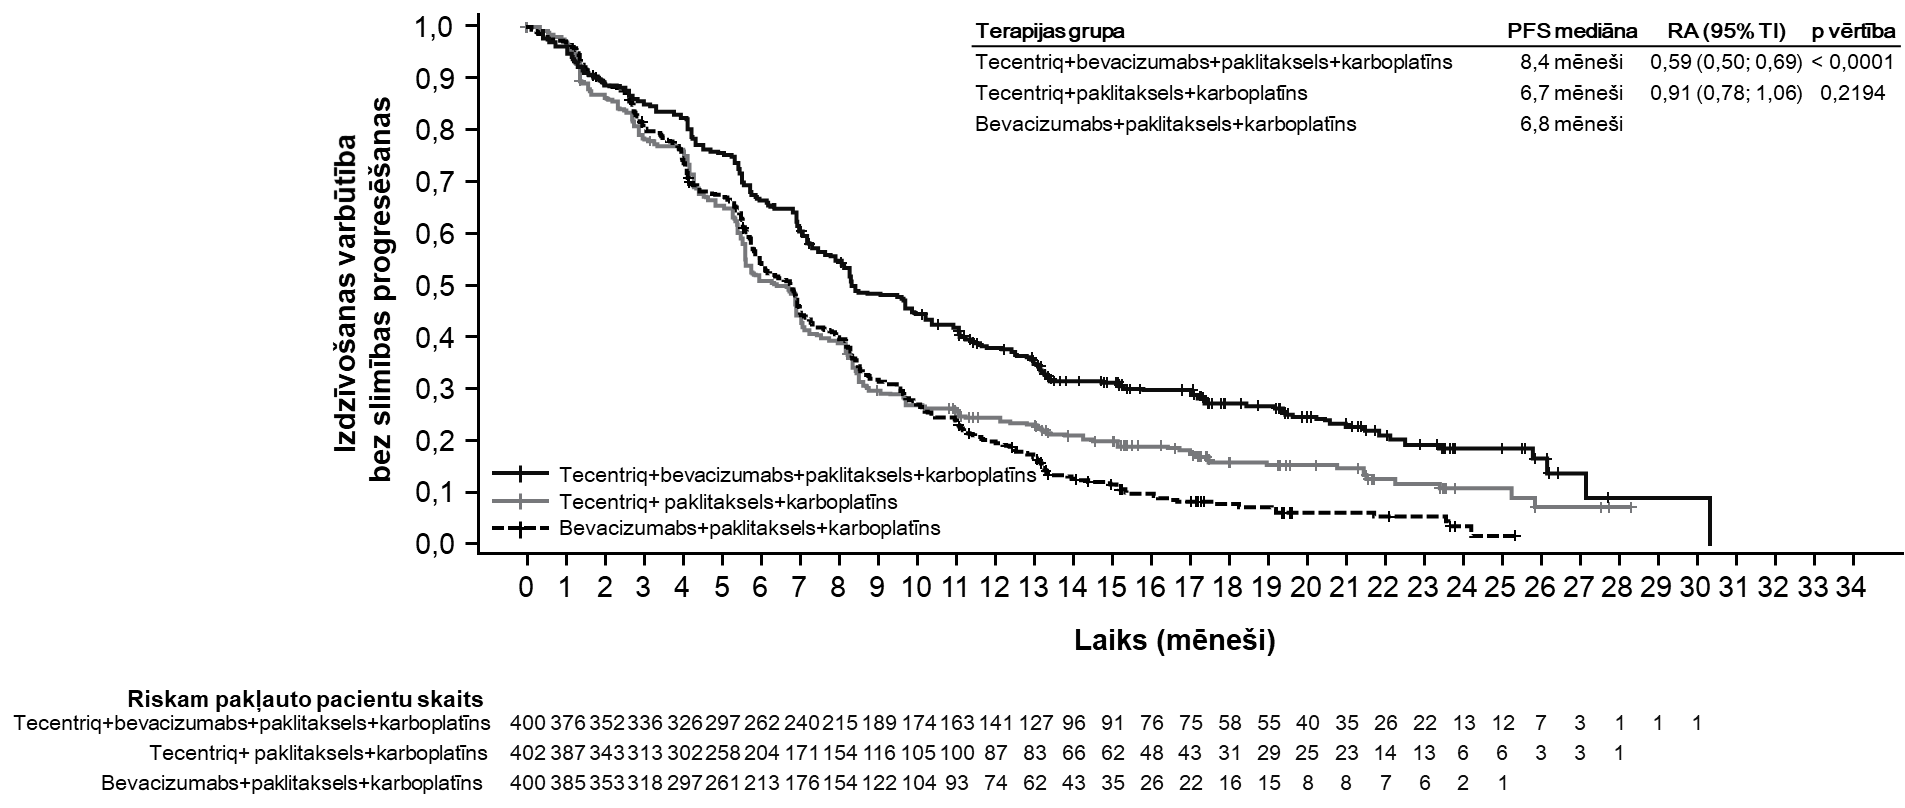 Terapijas grupa PFS mediāna RA (95% TI) p vērtība
Tecentriq+bevacizumabs+paklitaksels+karboplatīns 8,4 mēneši 0,59 (0,50; 0,69) < 0,0001
Tecentriq+paklitaksels+karboplatīns 6,7 mēneši 0,91 (0,78; 1,06) 0,2194
Bevacizumabs+paklitaksels+karboplatīns 6,8 mēneši
Izdzīvošanas varbūtība
bez slimības progresēšanas
1,0
0,9
0,8
0,7
0,6
0,5
0,4
0,3
0,2
0,1
0,0
Tecentriq+bevacizumabs+paklitaksels+karboplatīns
Tecentriq+ paklitaksels+karboplatīns
Bevacizumabs+paklitaksels+karboplatīns
0 1 2 3 4 5 6 7 8 9 10 11 12 13 14 15 16 17 18 19 20 21 22 23 24 25 26 27 28 29 30 31 32 33 34
Laiks (mēneši)
Riskam pakļauto pacientu skaits
Tecentriq+bevacizumabs+paklitaksels+karboplatīns 400 376 352 336 326 297 262 240 215 189 174 163 141 127 96 91 76 75 58 55 40 35 26 22 13 12 7 3 1 1 1
Tecentriq+ paklitaksels+karboplatīns 402 387 343 313 302 258 204 171 154 116 105 100 87 83 66 62 48 43 31 29 25 23 14 13 6 6 3 3 1
Bevacizumabs+paklitaksels+karboplatīns 400 385 353 318 297 261 213 176 154 122 104 93 74 62 43 35 26 22 16 15 8 8 7 6 2 1